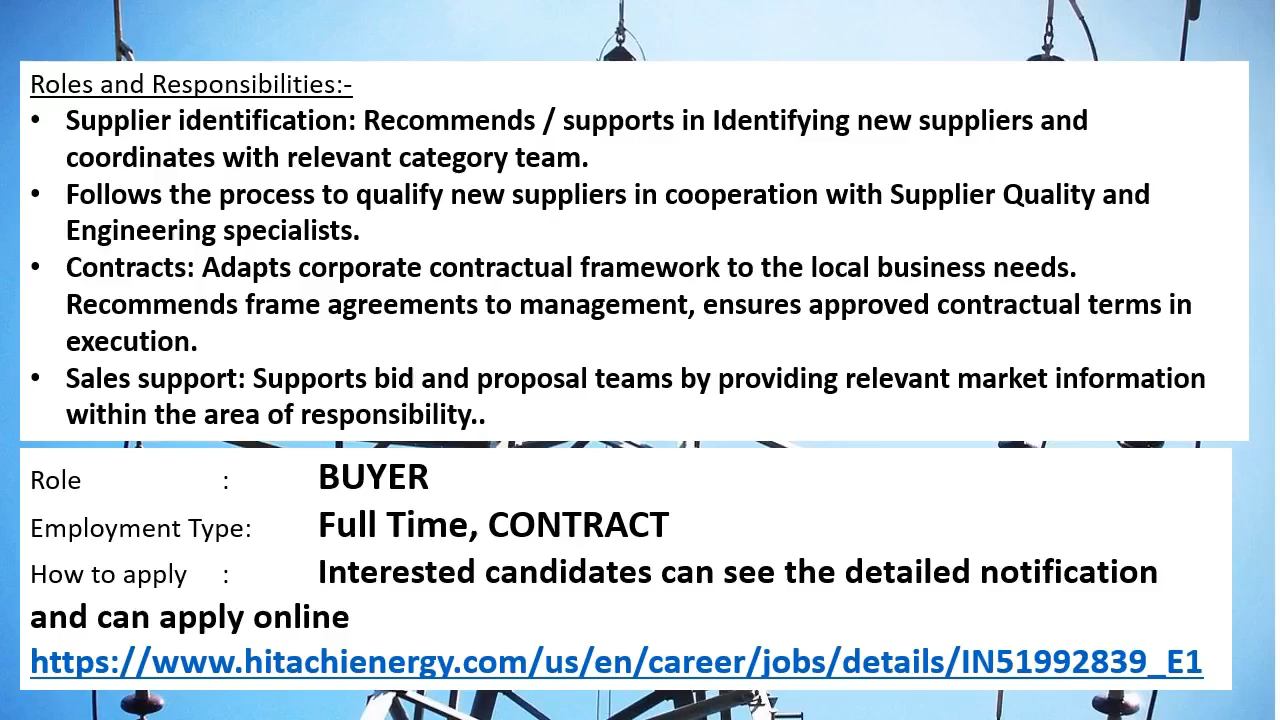 Roles and Responsibilities:-
• Supplier identification: Recommends / supports in Identifying new suppliers and
coordinates with relevant category team.
• Follows the process to qualify new suppliers in cooperation with Supplier Quality and
Engineering specialists.
• Contracts: Adapts corporate contractual framework to the local business needs.
Recommends frame agreements to management, ensures approved contractual terms in
execution.
• Sales support: Supports bid and proposal teams by providing relevant market information
within the area of responsibility..
Role : BUYER
Employment Type: Full Time, CONTRACT
How to apply : Interested candidates can see the detailed notification
and can apply online
https://www.hitachienergy.com/us/en/career/jobs/details/IN51992839_E1